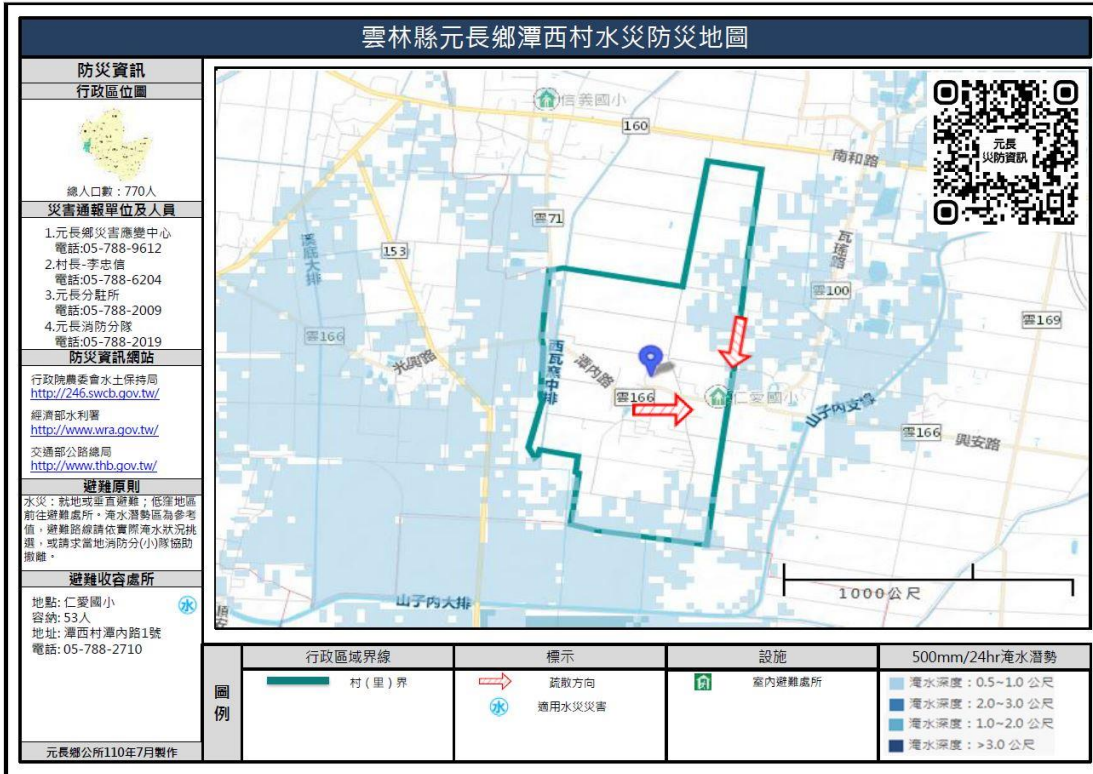 雲林縣元長鄉潭西村水災防災地圖
防災資訊
行政區位圖
總人口數：770人
災害通報單位及人員
1.元長鄉災害應變中心
電話:05-788-9612
2.村長-李忠信
電話:05-788-6204
3.元長分駐所
電話:05-788-2009
4.元長消防分隊
電話:05-788-2019
防災資訊網站
行政院農委會水土保持局
http://246.swcb.gov.tw/
經濟部水利署
http://www.wra.gov.tw/
交通部公路總局
http://www.thb.gov.tw/
避難原則
水災：就地或垂直避難；低窪地區
前往避難處所。淹水潛勢區為參考
值，避難路線請依實際淹水狀況挑
選，或請求當地消防分(小)隊協助
撤離。
避難收容處所
地點: 仁愛國小
水
容納: 53人
地址: 潭西村潭內路1號
電話: 05-788-2710
元長鄉公所110年7月製作
信義國小
160
南和路
元長
災防資訊
雲71
153
溪底大排
瓦瑤路
雲100
雲169
雲166
光興路
西瓦窯中排
潭內路
雲166
仁愛國小
山子內支線
雲166
興安路
1000公尺
山子內大排
圖例
行政區域界線
村(里)界
標示
疏散方向
水
適用水災災害
設施
室內避難處所
500mm/24hr淹水潛勢
淹水深度：0.5~1.0 公尺
淹水深度：2.0~3.0 公尺
淹水深度：1.0~2.0 公尺
淹水深度：>3.0 公尺